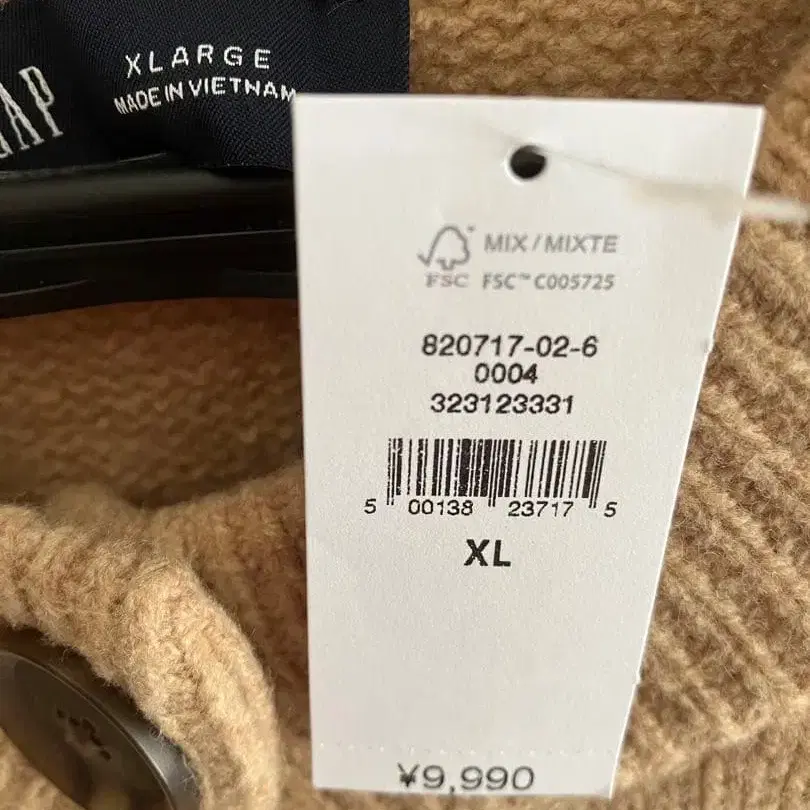 GAP
XLARGE
MADE IN VIETNAM
MIX / MIXTE
FSC FSC™ C005725
820717-02-6
0004
323123331
5 00138 23717 5
XL
¥9,990